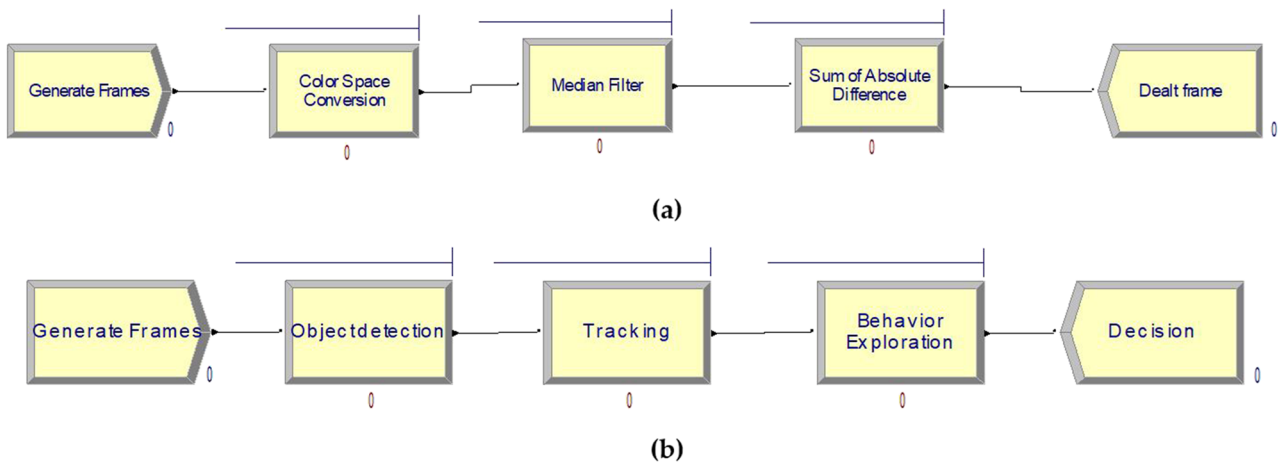 Generate Frames
Color Space
Conversion
Median Filter
Sum of Absolute
Difference
Dealt frame
0
0
0
0
0
(a)
Generate Frames
Objectdetection
Tracking
Behavior
Exploration
Decision
0
0
0
0
0
(b)